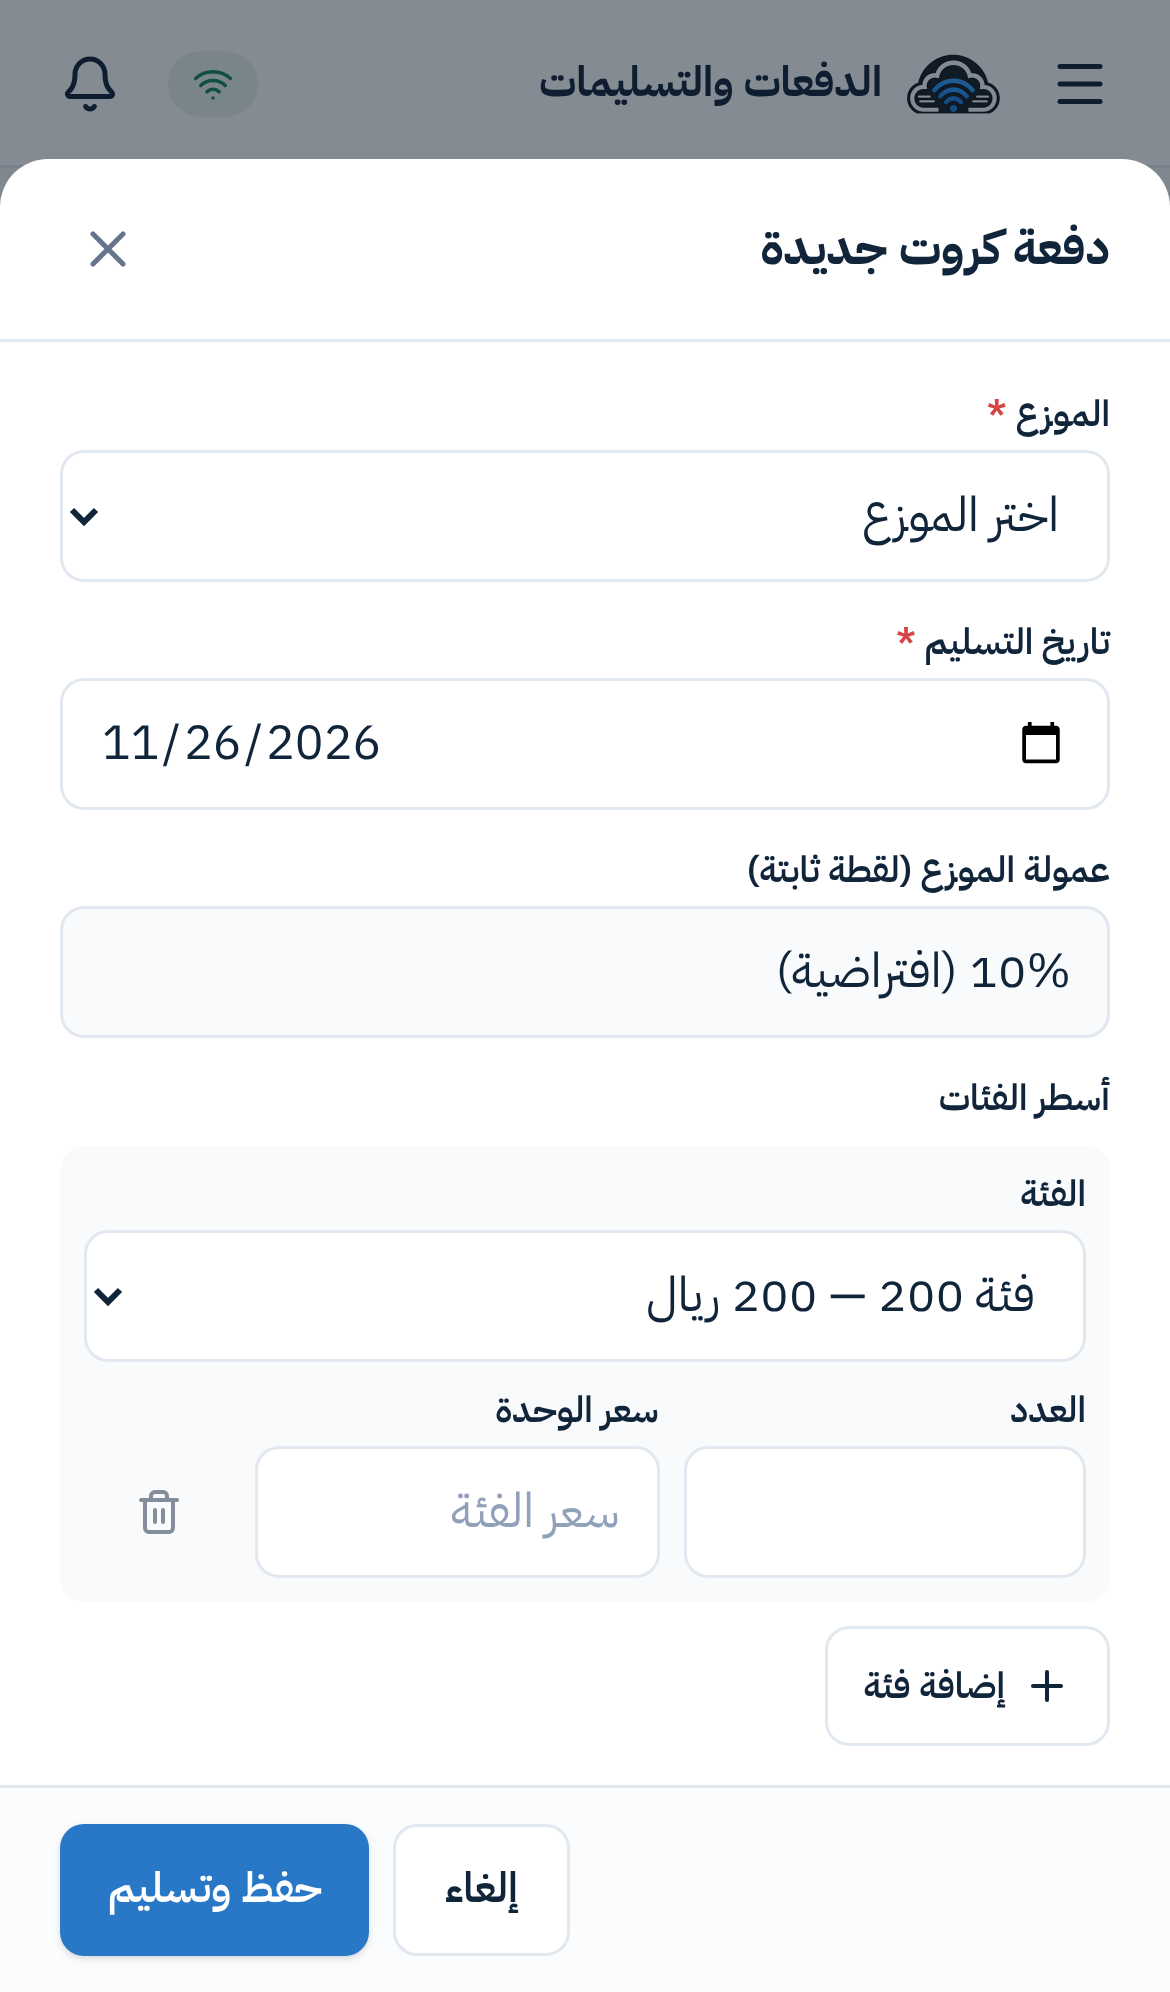 الدفعات والتسليمات
دفعة كروت جديدة
الموزع *
اختر الموزع
تاريخ التسليم *
11/26/2026
عمولة الموزع (لقطة ثابتة)
10% (افتراضية)
أسطر الفئات
الفئة
فئة 200 — 200 ريال
العدد
سعر الوحدة
سعر الفئة
إضافة فئة
إلغاء
حفظ وتسليم